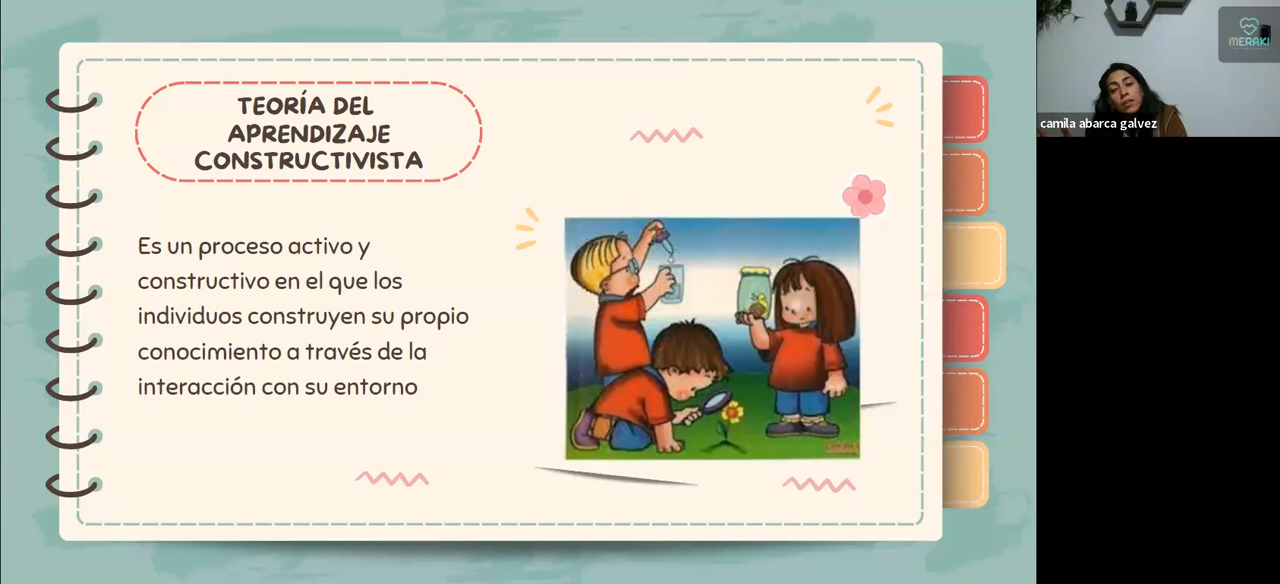 TEORÍA DEL
APRENDIZAJE
CONSTRUCTIVISTA
Es un proceso activo y
constructivo en el que los
individuos construyen su propio
conocimiento a través de la
interacción con su entorno
MERAKI
camila abarca galvez